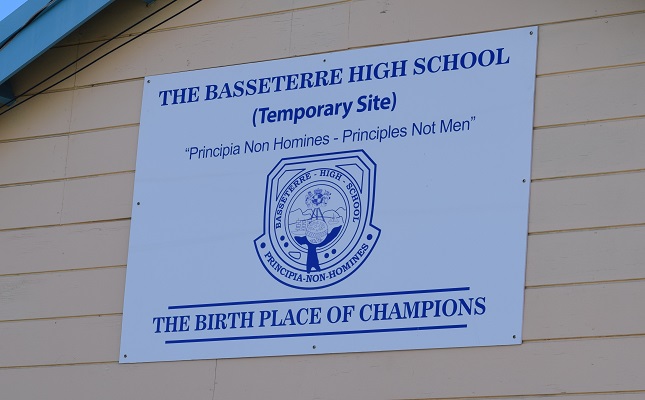 THE BASSETERRE HIGH SCHOOL
(Temporary Site)
“Principia Non Homines - Principles Not Men”
BASSETERRE - HIGH - SCHOOL
PRINCIPIA-NON-HOMINES
THE BIRTH PLACE OF CHAMPIONS